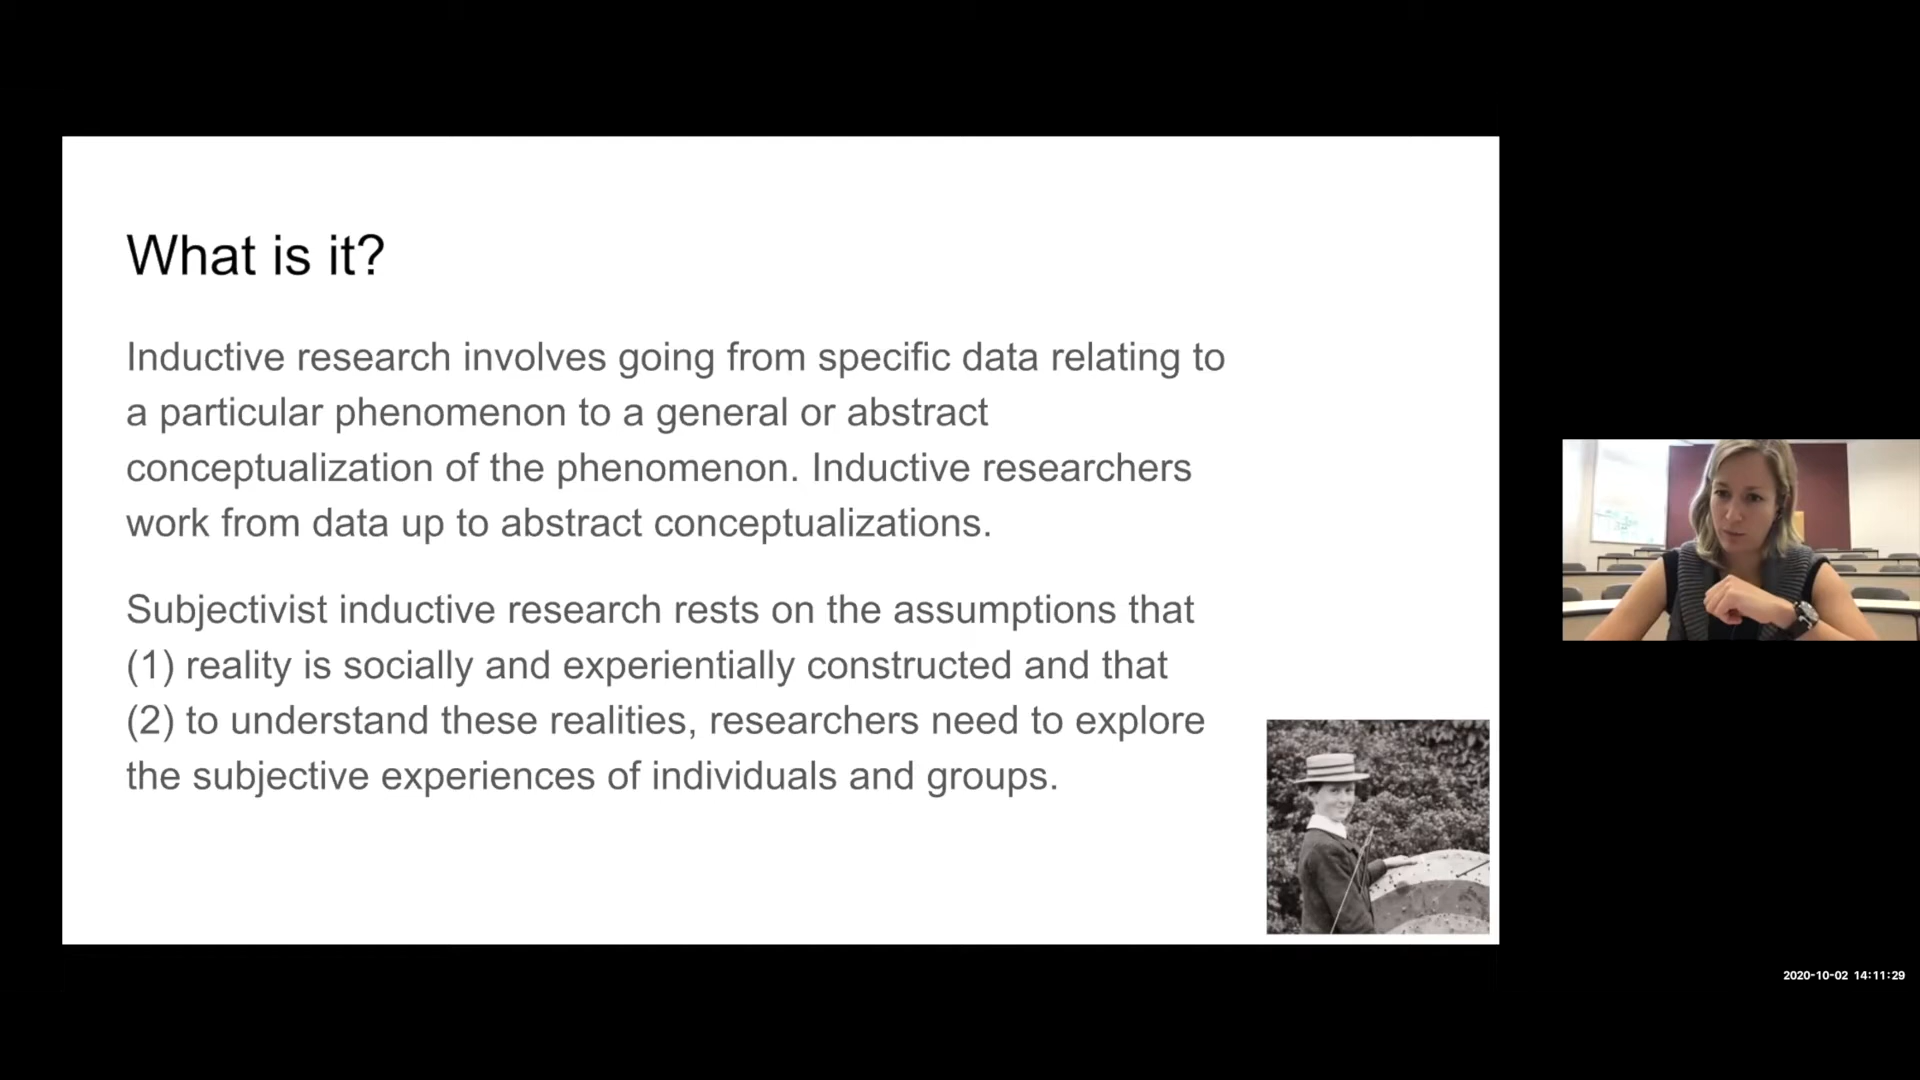 What is it?
Inductive research involves going from specific data relating to
a particular phenomenon to a general or abstract
conceptualization of the phenomenon. Inductive researchers
work from data up to abstract conceptualizations.
Subjectivist inductive research rests on the assumptions that
(1) reality is socially and experientially constructed and that
(2) to understand these realities, researchers need to explore
the subjective experiences of individuals and groups.
2020-10-02 14:11:29